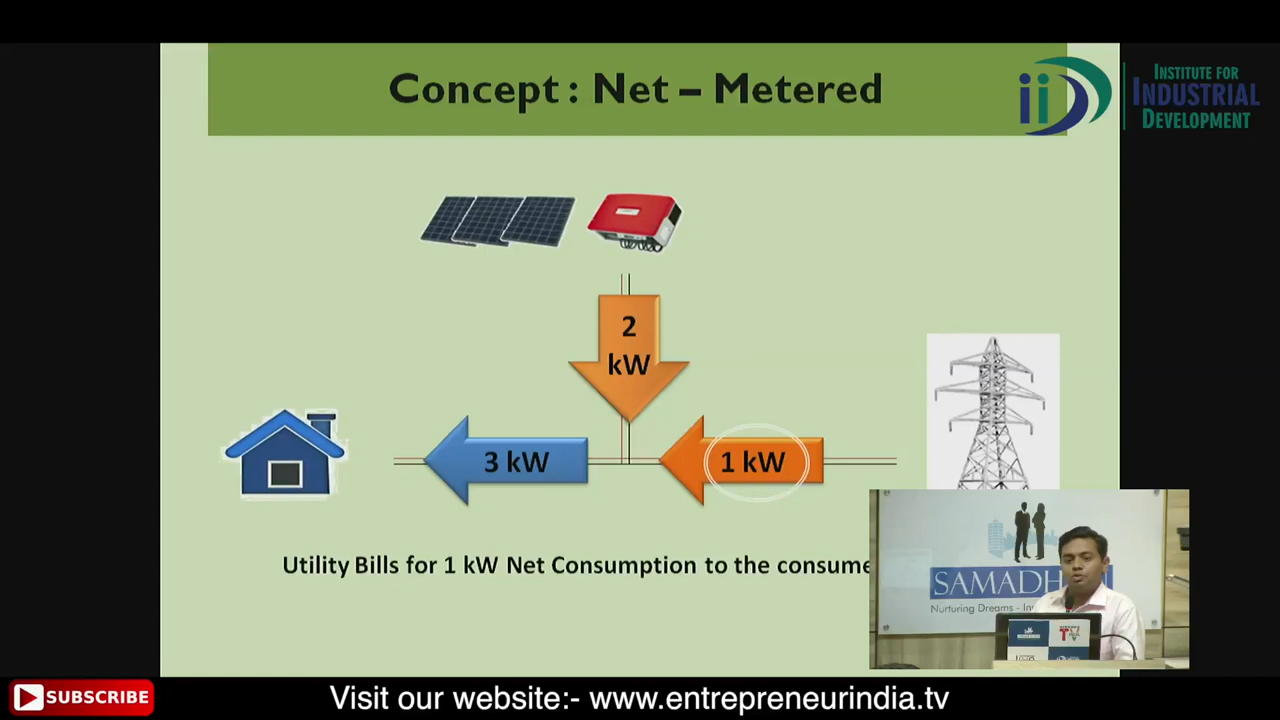 Concept : Net – Metered
INSTITUTE FOR
INDUSTRIAL
DEVELOPMENT
2
kW
3 kW
1 kW
Utility Bills for 1 kW Net Consumption to the consume
SAMADH
Nurturing Dreams - In
SUBSCRIBE
Visit our website:- www.entrepreneurindia.tv